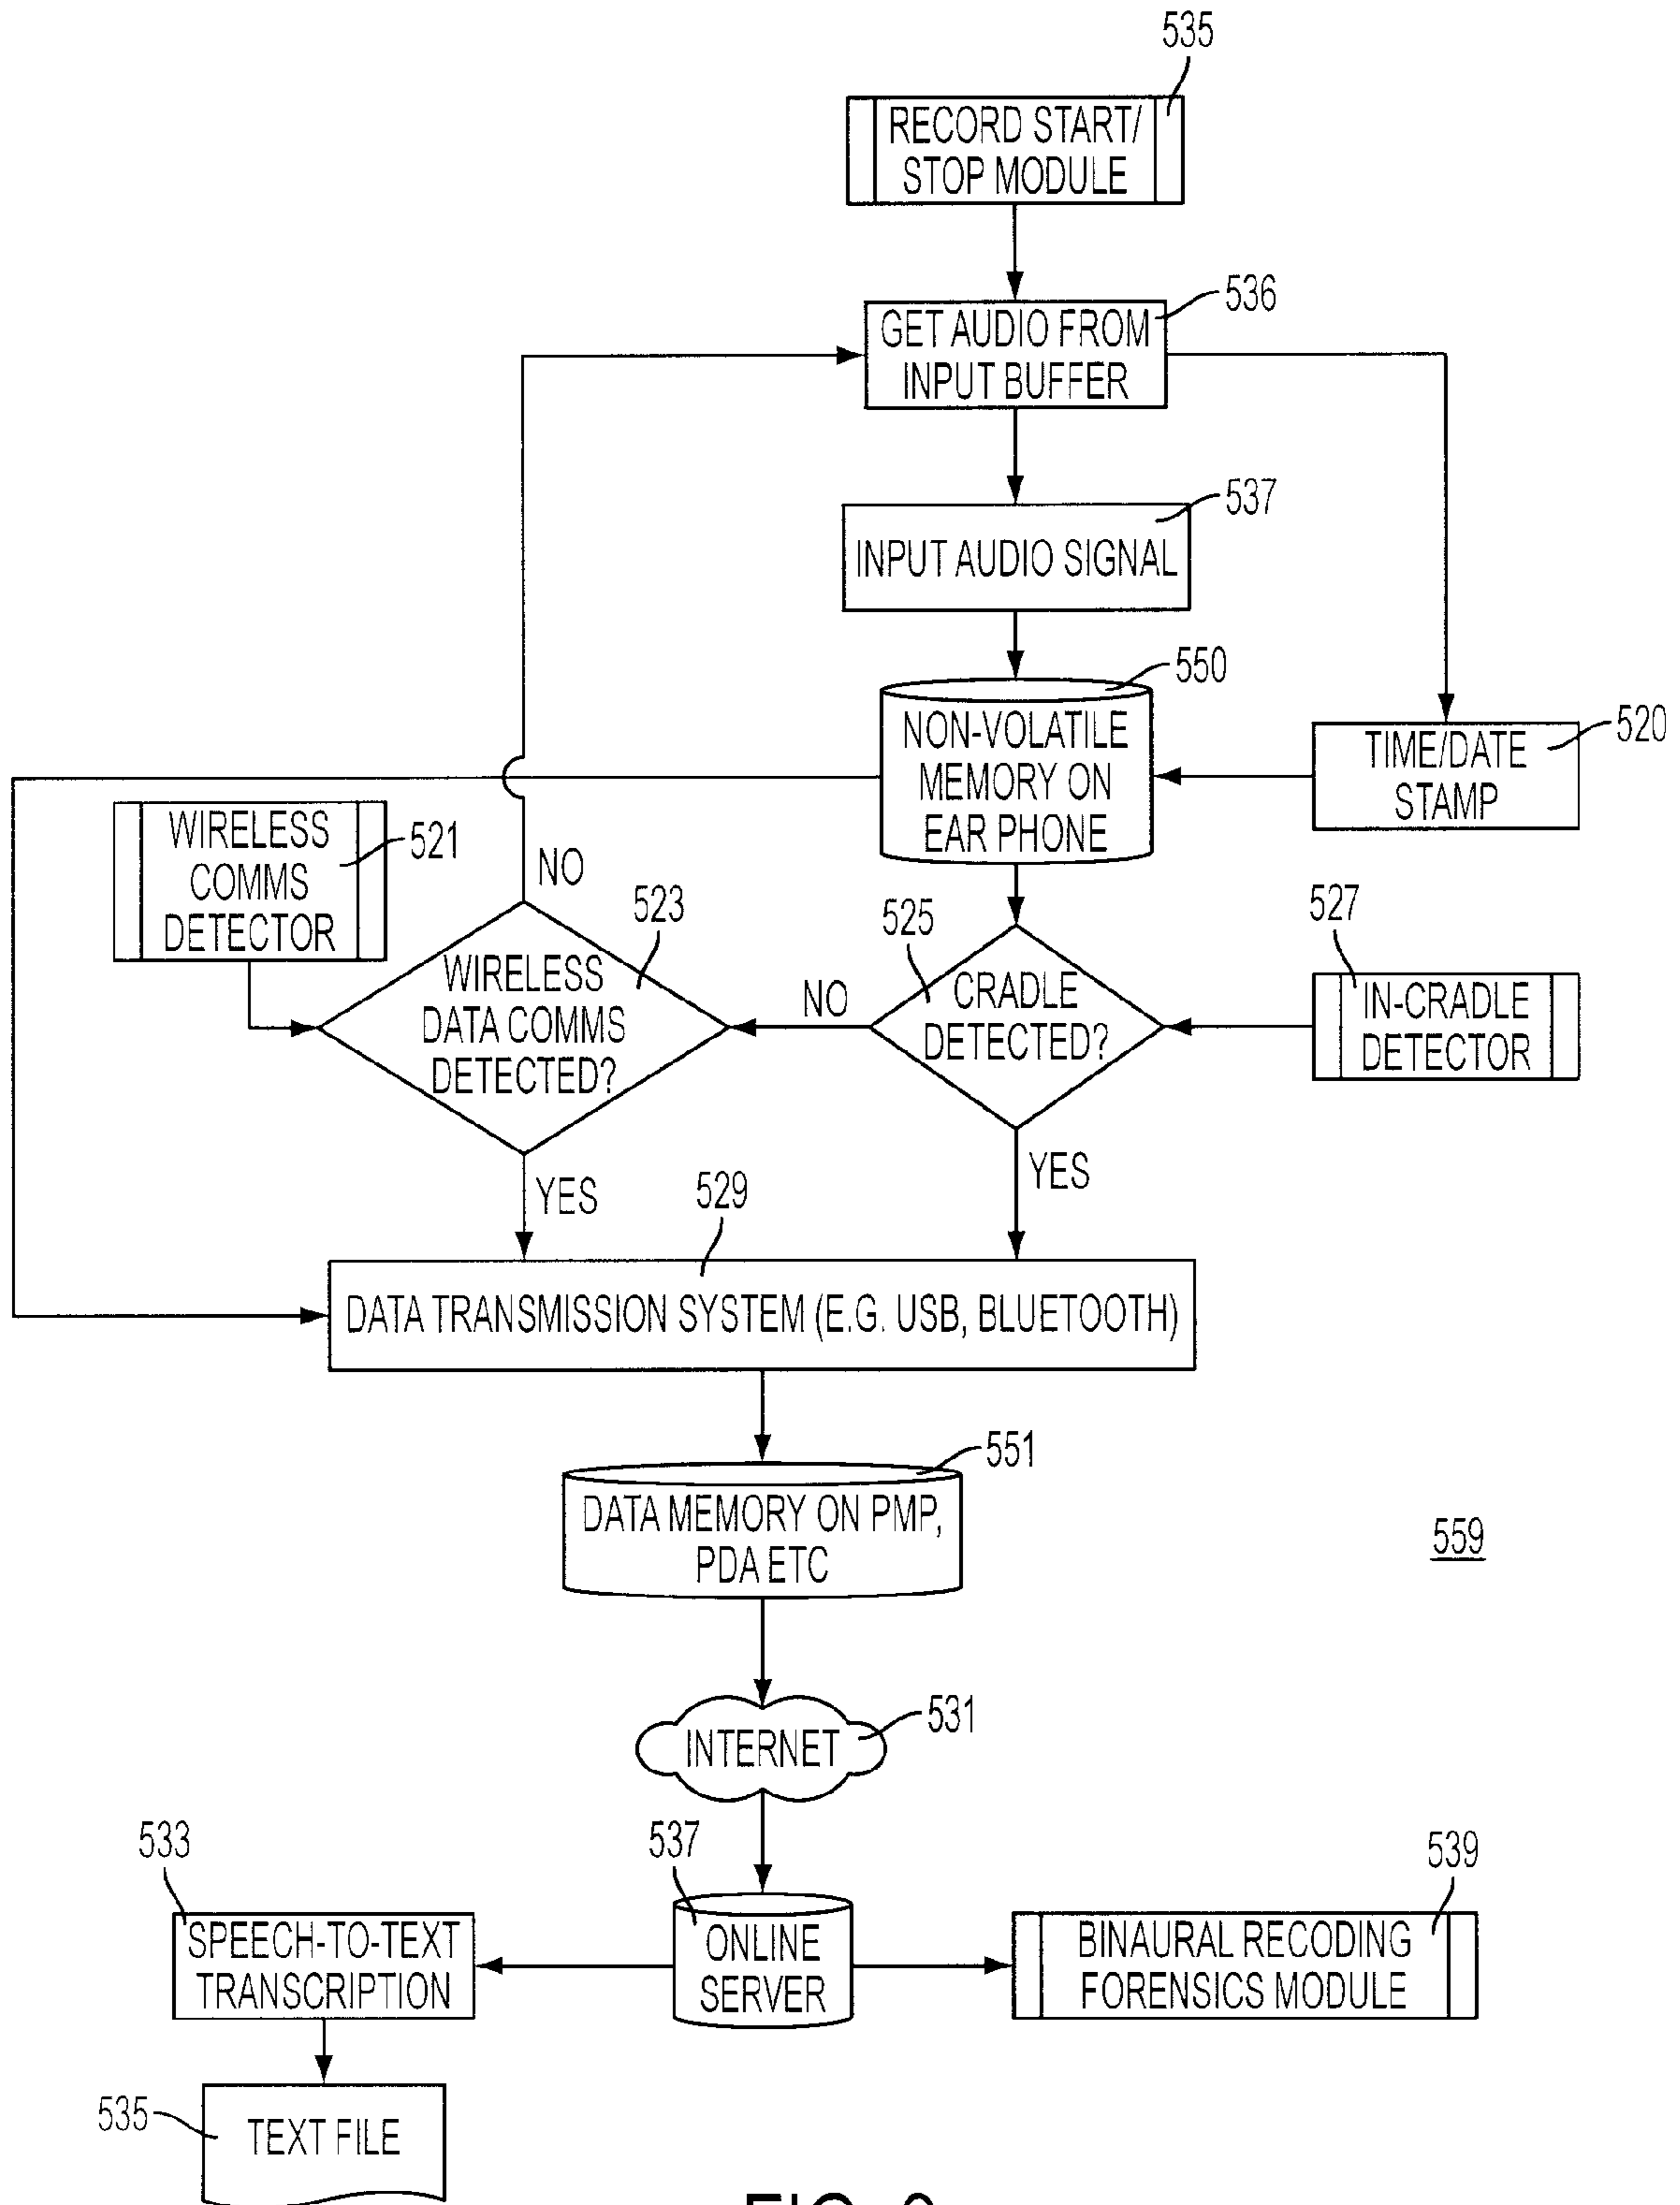 535
RECORD START/
STOP MODULE
536
GET AUDIO FROM
INPUT BUFFER
537
INPUT AUDIO SIGNAL
550
NON-VOLATILE
MEMORY ON
EAR PHONE
520
TIME/DATE
STAMP
WIRELESS
COMMS
DETECTOR
521
NO
523
WIRELESS
DATA COMMS
DETECTED?
NO
525
CRADLE
DETECTED?
527
IN-CRADLE
DETECTOR
YES
YES
529
DATA TRANSMISSION SYSTEM (E.G. USB, BLUETOOTH)
551
DATA MEMORY ON PMP,
PDA ETC
559
531
INTERNET
533
SPEECH-TO-TEXT
TRANSCRIPTION
537
ONLINE
SERVER
539
BINAURAL RECODING
FORENSICS MODULE
535
TEXT FILE